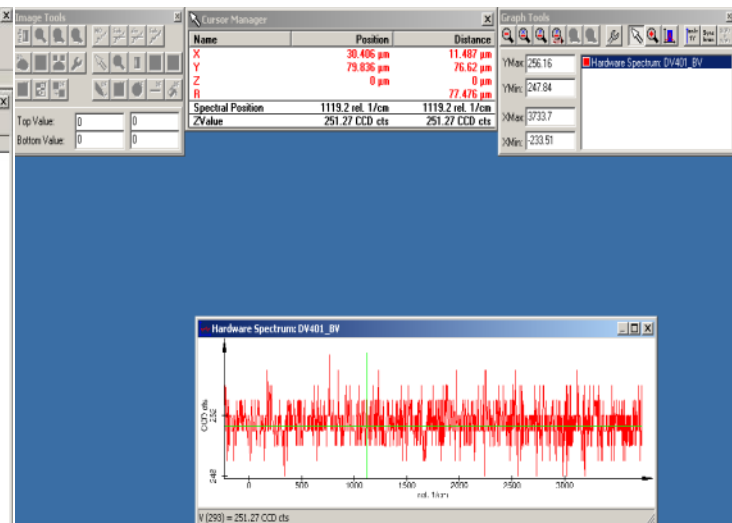 Image Tools
Top Value: 0 0
Bottom Value: 0 0
Cursor Manager
Name Position Distance
X 30.406 µm 11.487 µm
Y 79.836 µm 76.62 µm
Z 0 µm 0 µm
R 77.476 µm
Spectral Position 1119.2 rel. 1/cm 1119.2 rel. 1/cm
ZValue 251.27 CCD cts 251.27 CCD cts
Graph Tools
YMax: 256.16
YMin: 247.84
XMax: 3733.7
XMin: -233.51
Hardware Spectrum: DV401_BV
Hardware Spectrum: DV401_BV
CCD cts
252
248
0 500 1000 1500 2000 2500 3000
rel. 1/cm
V (293) = 251.27 CCD cts